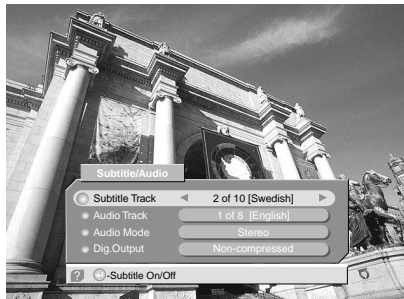 Subtitle/Audio
Subtitle Track 2 of 10 [Swedish]
Audio Track 1 of 8 [English]
Audio Mode Stereo
Dig.Output Non-compressed
? -Subtitle On/Off